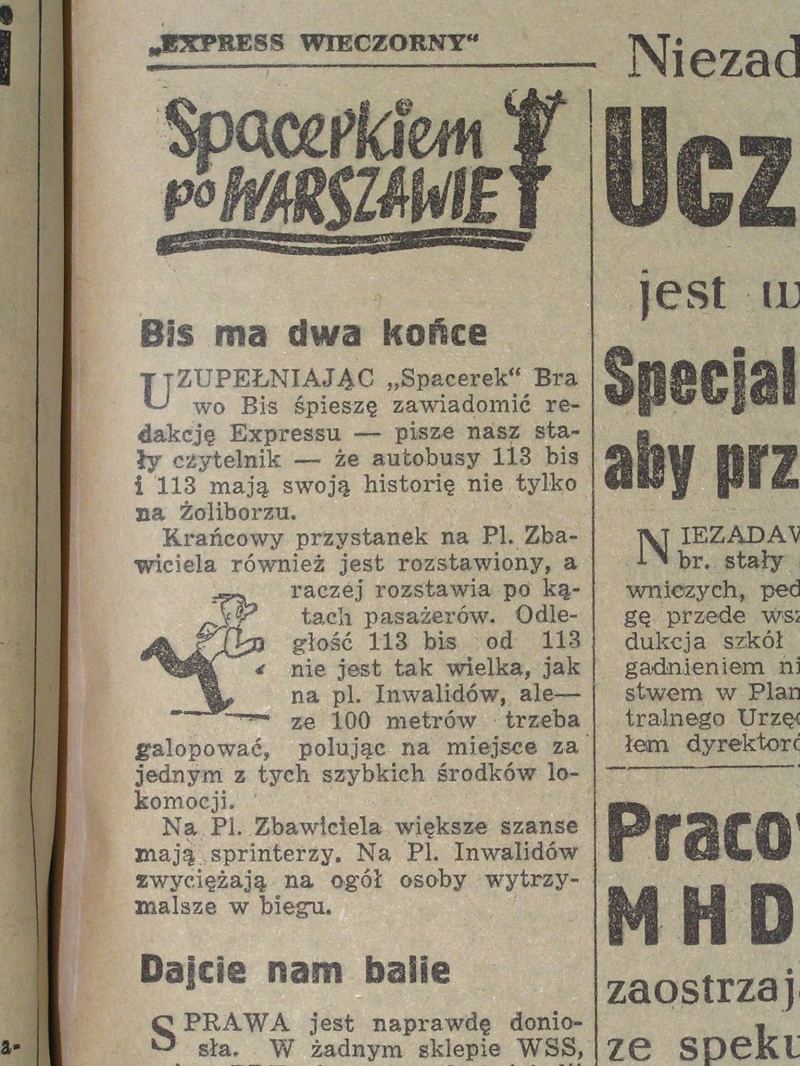 „EXPRESS WIECZORNY“
Spacerkiem
po WARSZAWIE
Bis ma dwa końce
UZUPEŁNIAJĄC „Spacerek“ Bra
wo Bis śpieszę zawiadomić re-
dakcję Expressu — pisze nasz sta-
ły czytelnik — że autobusy 113 bis
i 113 mają swoją historię nie tylko
na Żoliborzu.
Krańcowy przystanek na Pl. Zba-
wiciela również jest rozstawiony, a
raczej rozstawia po ką-
tach pasażerów. Odle-
głość 113 bis od 113
nie jest tak wielka, jak
na pl. Inwalidów, ale—
ze 100 metrów trzeba
galopować, polując na miejsce za
jednym z tych szybkich środków lo-
komocji.
Na Pl. Zbawiciela większe szanse
mają sprinterzy. Na Pl. Inwalidów
zwyciężają na ogół osoby wytrzy-
malsze w biegu.
Dajcie nam balie
SPRAWA jest naprawdę donio-
sła. W żadnym sklepie WSS,
Niezad
Ucz
jest w
Specjal
aby prz
NIEZADAW
br. stały
wniczych, ped
gę przede wsz
dukcja szkół
gadnieniem ni
stwem w Plan
tralnego Urzę
łem dyrektoró
Praco
MHD
zaostrzają
ze speku
a-